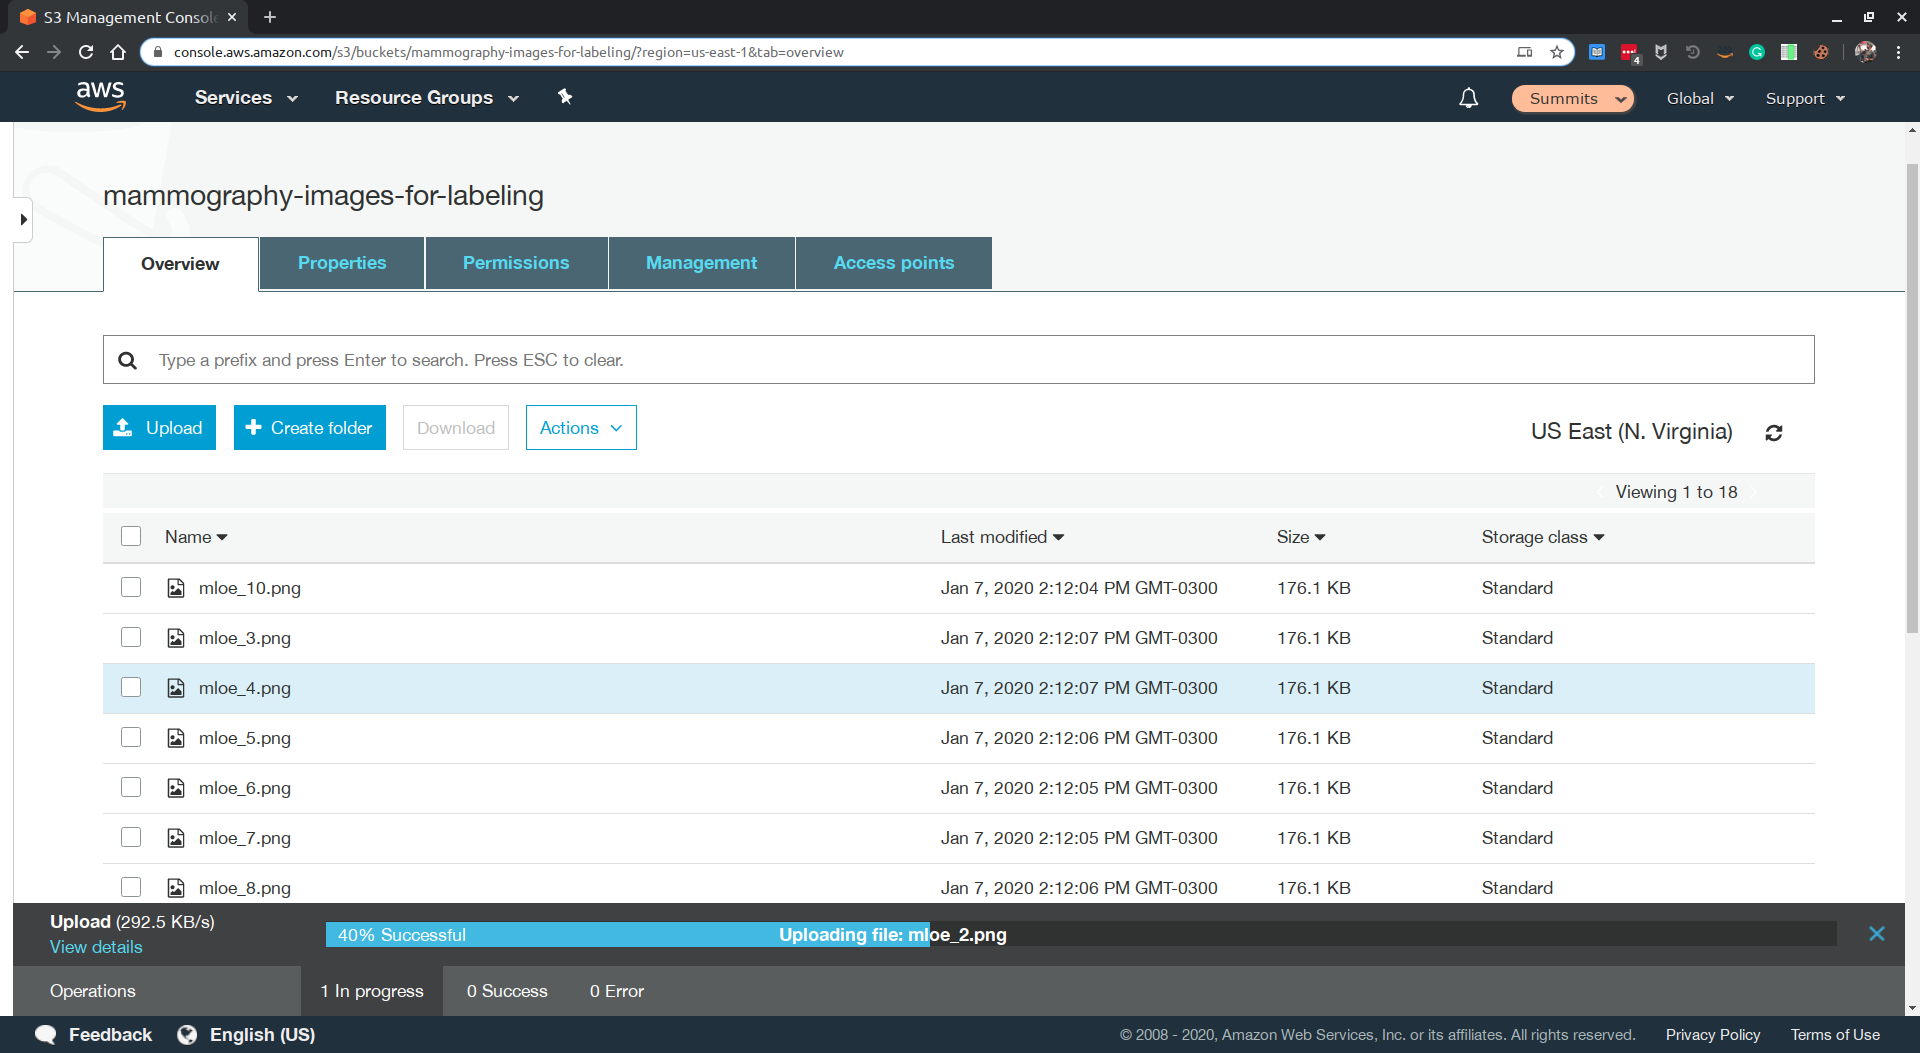 S3 Management Console
console.aws.amazon.com/s3/buckets/mammography-images-for-labeling/?region=us-east-1&tab=overview
4
aws Services Resource Groups Summits Global Support
mammography-images-for-labeling
Overview Properties Permissions Management Access points
Type a prefix and press Enter to search. Press ESC to clear.
Upload Create folder Download Actions US East (N. Virginia)
Viewing 1 to 18
Name Last modified Size Storage class
mloe_10.png Jan 7, 2020 2:12:04 PM GMT-0300 176.1 KB Standard
mloe_3.png Jan 7, 2020 2:12:07 PM GMT-0300 176.1 KB Standard
mloe_4.png Jan 7, 2020 2:12:07 PM GMT-0300 176.1 KB Standard
mloe_5.png Jan 7, 2020 2:12:06 PM GMT-0300 176.1 KB Standard
mloe_6.png Jan 7, 2020 2:12:05 PM GMT-0300 176.1 KB Standard
mloe_7.png Jan 7, 2020 2:12:05 PM GMT-0300 176.1 KB Standard
mloe_8.png Jan 7, 2020 2:12:06 PM GMT-0300 176.1 KB Standard
Upload (292.5 KB/s)
40% Successful Uploading file: mloe_2.png
View details
Operations 1 In progress 0 Success 0 Error
Feedback English (US) © 2008 - 2020, Amazon Web Services, Inc. or its affiliates. All rights reserved. Privacy Policy Terms of Use